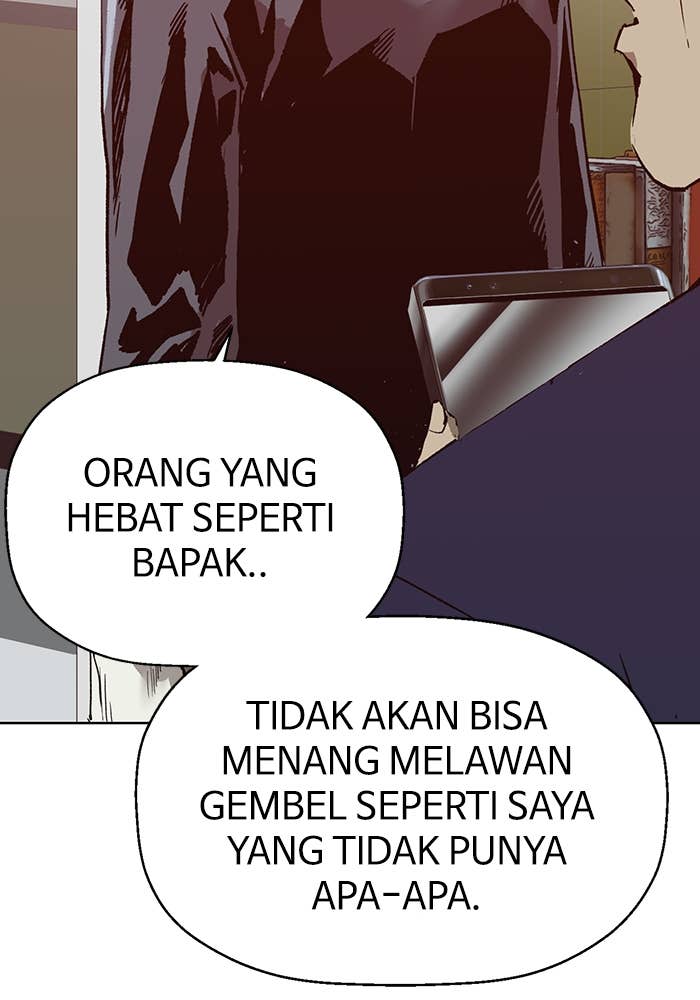 ORANG YANG
HEBAT SEPERTI
BAPAK..
TIDAK AKAN BISA
MENANG MELAWAN
GEMBEL SEPERTI SAYA
YANG TIDAK PUNYA
APA-APA.